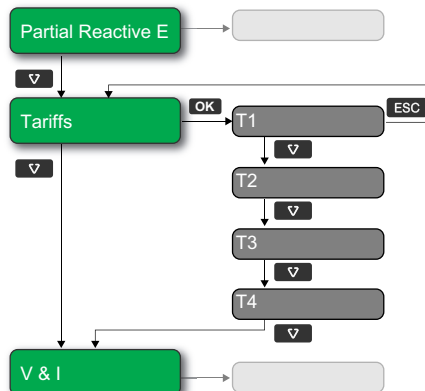 Partial Reactive E
Tariffs
OK
T1
ESC
T2
T3
T4
V & I